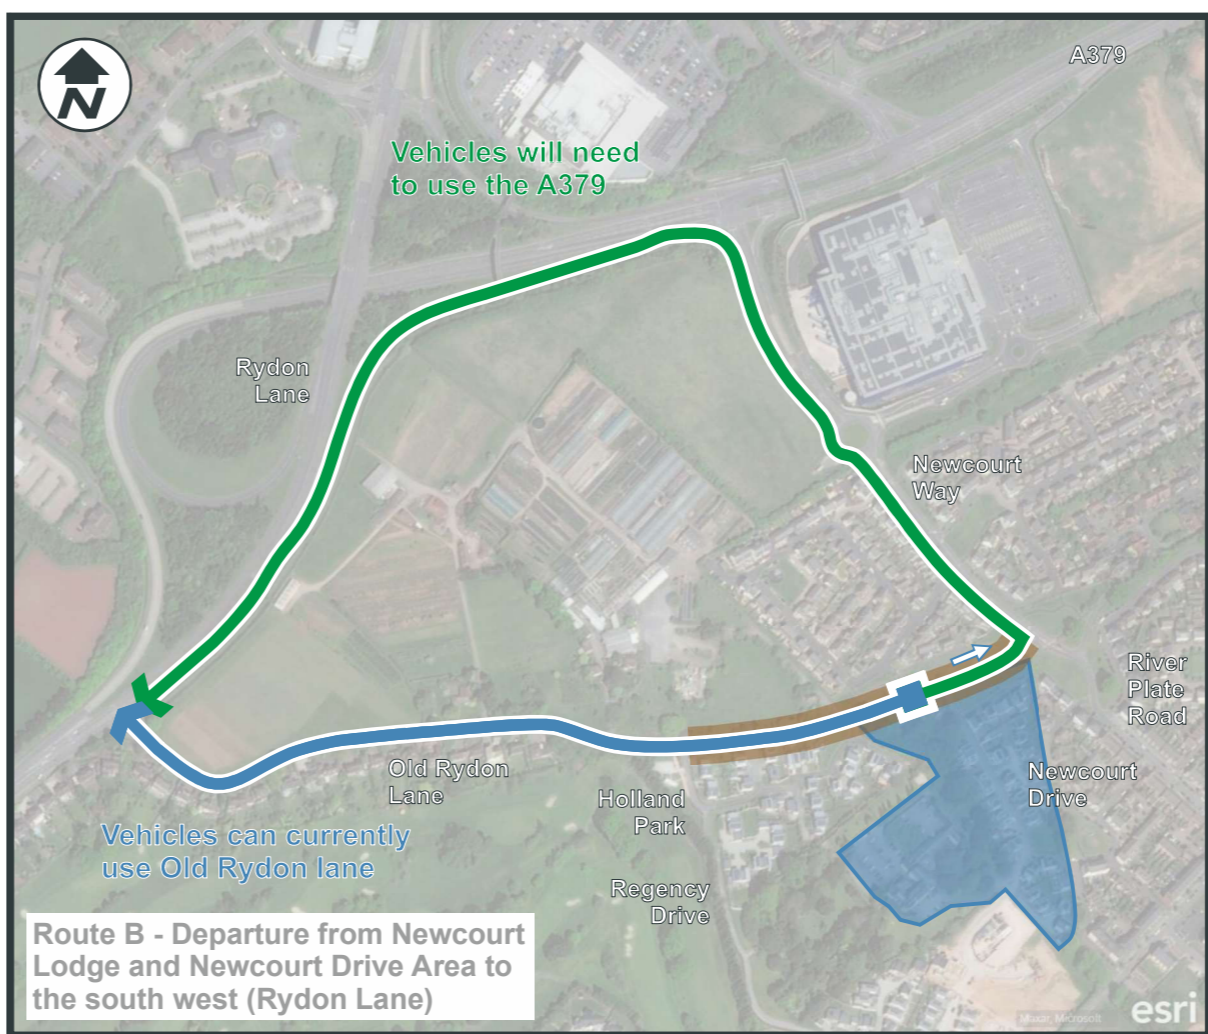 N
A379
Vehicles will need
to use the A379
Rydon
Lane
Newcourt
Way
River
Plate
Road
Old Rydon
Lane
Newcourt
Drive
Holland
Park
Vehicles can currently
use Old Rydon lane
Regency
Drive
Route B - Departure from Newcourt
Lodge and Newcourt Drive Area to
the south west (Rydon Lane)
esri
Maxar, Microsoft